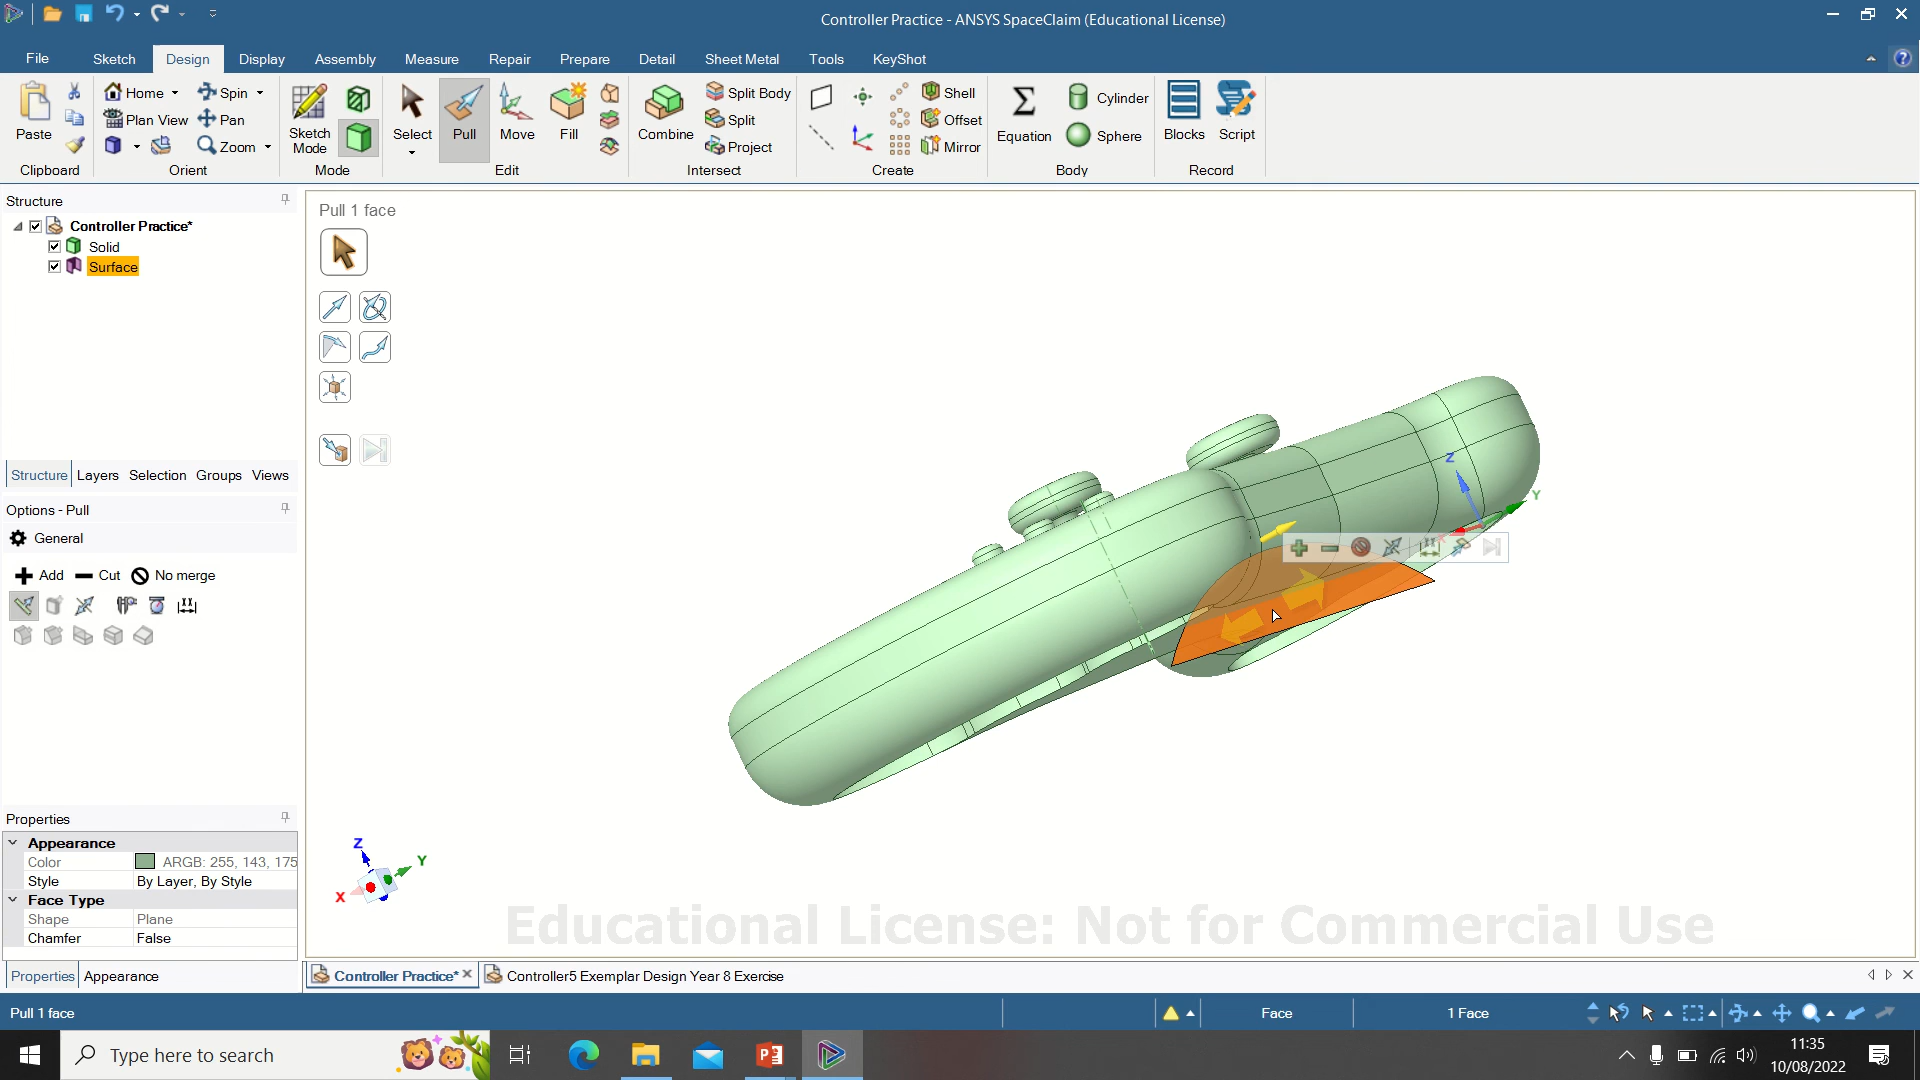 Controller Practice - ANSYS SpaceClaim (Educational License)
File Sketch Design Display Assembly Measure Repair Prepare Detail Sheet Metal Tools KeyShot
Paste
Home Spin
Plan View Pan
Zoom
Sketch Mode
Select Pull Move Fill
Combine
Split Body
Split
Project
Shell
Offset
Mirror
Equation
Cylinder
Sphere
Blocks Script
Clipboard Orient Mode Edit Intersect Create Body Record
Structure
Controller Practice*
Solid
Surface
Structure Layers Selection Groups Views
Options - Pull
General
Add Cut No merge
Properties
Appearance
Color ARGB: 255, 143, 175
Style By Layer, By Style
Face Type
Shape Plane
Chamfer False
Properties Appearance
Pull 1 face
Z
Y
Z
Y
X
Educational License: Not for Commercial Use
Controller Practice* Controller5 Exemplar Design Year 8 Exercise
Pull 1 face Face 1 Face
Type here to search
11:35
10/08/2022